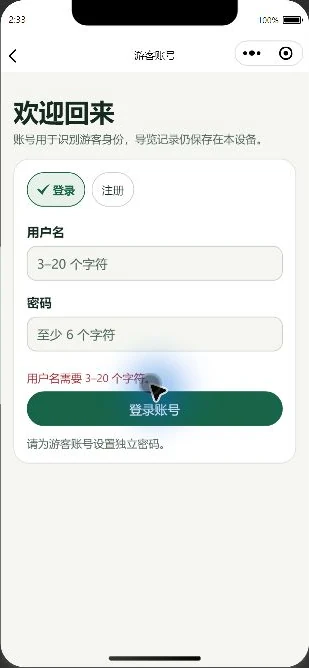 2:33
100%
游客账号
欢迎回来
账号用于识别游客身份，导览记录仍保存在本设备。
登录
注册
用户名
3–20 个字符
密码
至少 6 个字符
用户名需要 3–20 个字符。
登录账号
请为游客账号设置独立密码。